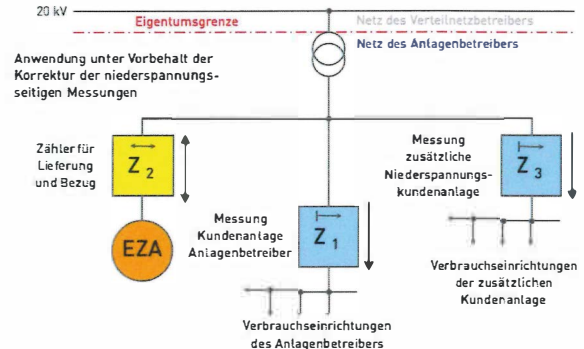 20 kV
Eigentumsgrenze
Netz des Verteilnetzbetreibers
Netz des Anlagenbetreibers
Anwendung unter Vorbehalt der
Korrektur der niederspannungs-
seitigen Messungen
Zähler für
Lieferung
und Bezug
Z 2
EZA
Messung
Kundenanlage
Anlagenbetreiber
Z 1
Verbrauchseinrichtungen
des Anlagenbetreibers
Messung
zusätzliche
Niederspannungs-
kundenanlage
Z 3
Verbrauchseinrichtungen
der zusätzlichen
Kundenanlage